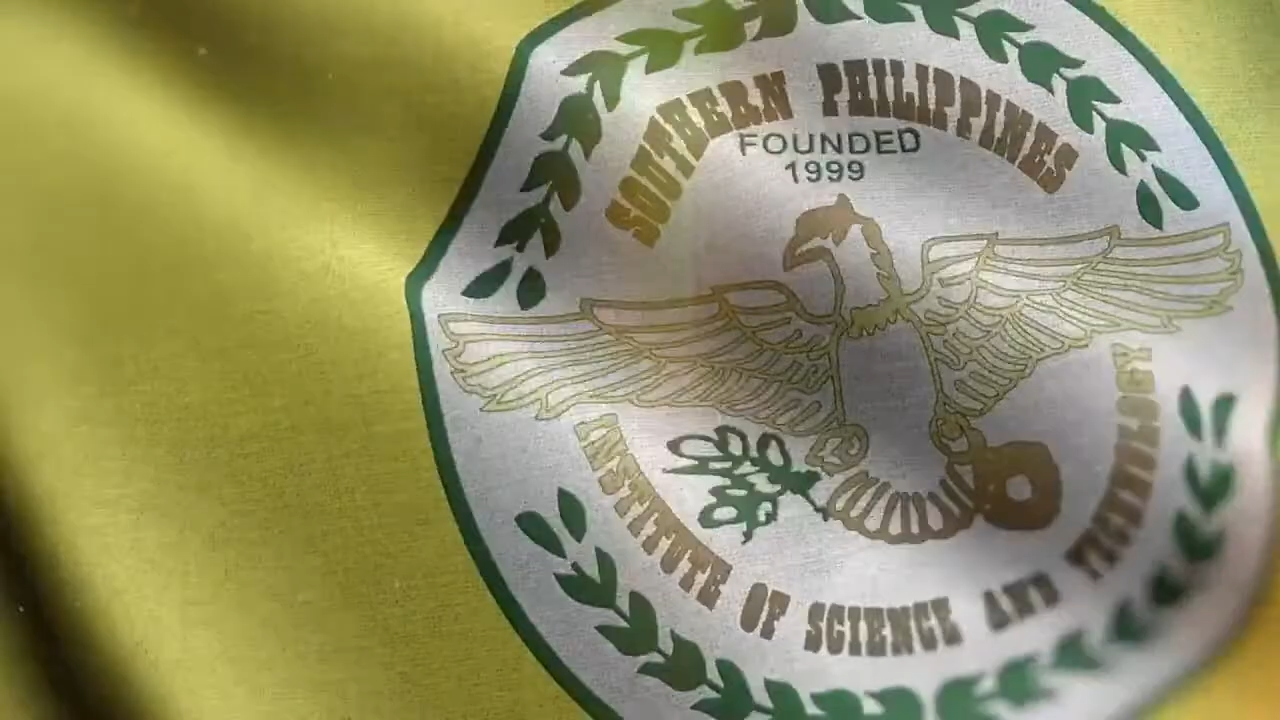 SOUTHERN PHILIPPINES
FOUNDED
1999
INSTITUTE OF SCIENCE AND TECHNOLOGY